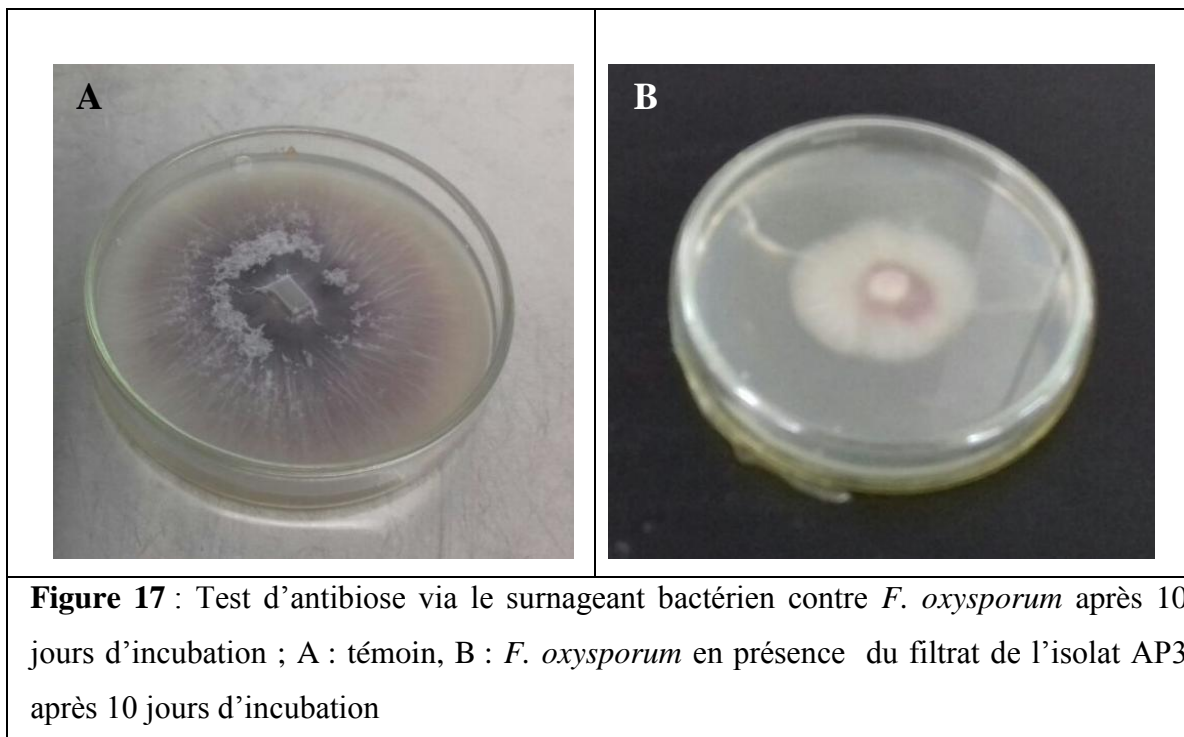 A
B
Figure 17 : Test d’antibiose via le surnageant bactérien contre F. oxysporum après 10
jours d’incubation ; A : témoin, B : F. oxysporum en présence du filtrat de l’isolat AP3
après 10 jours d’incubation